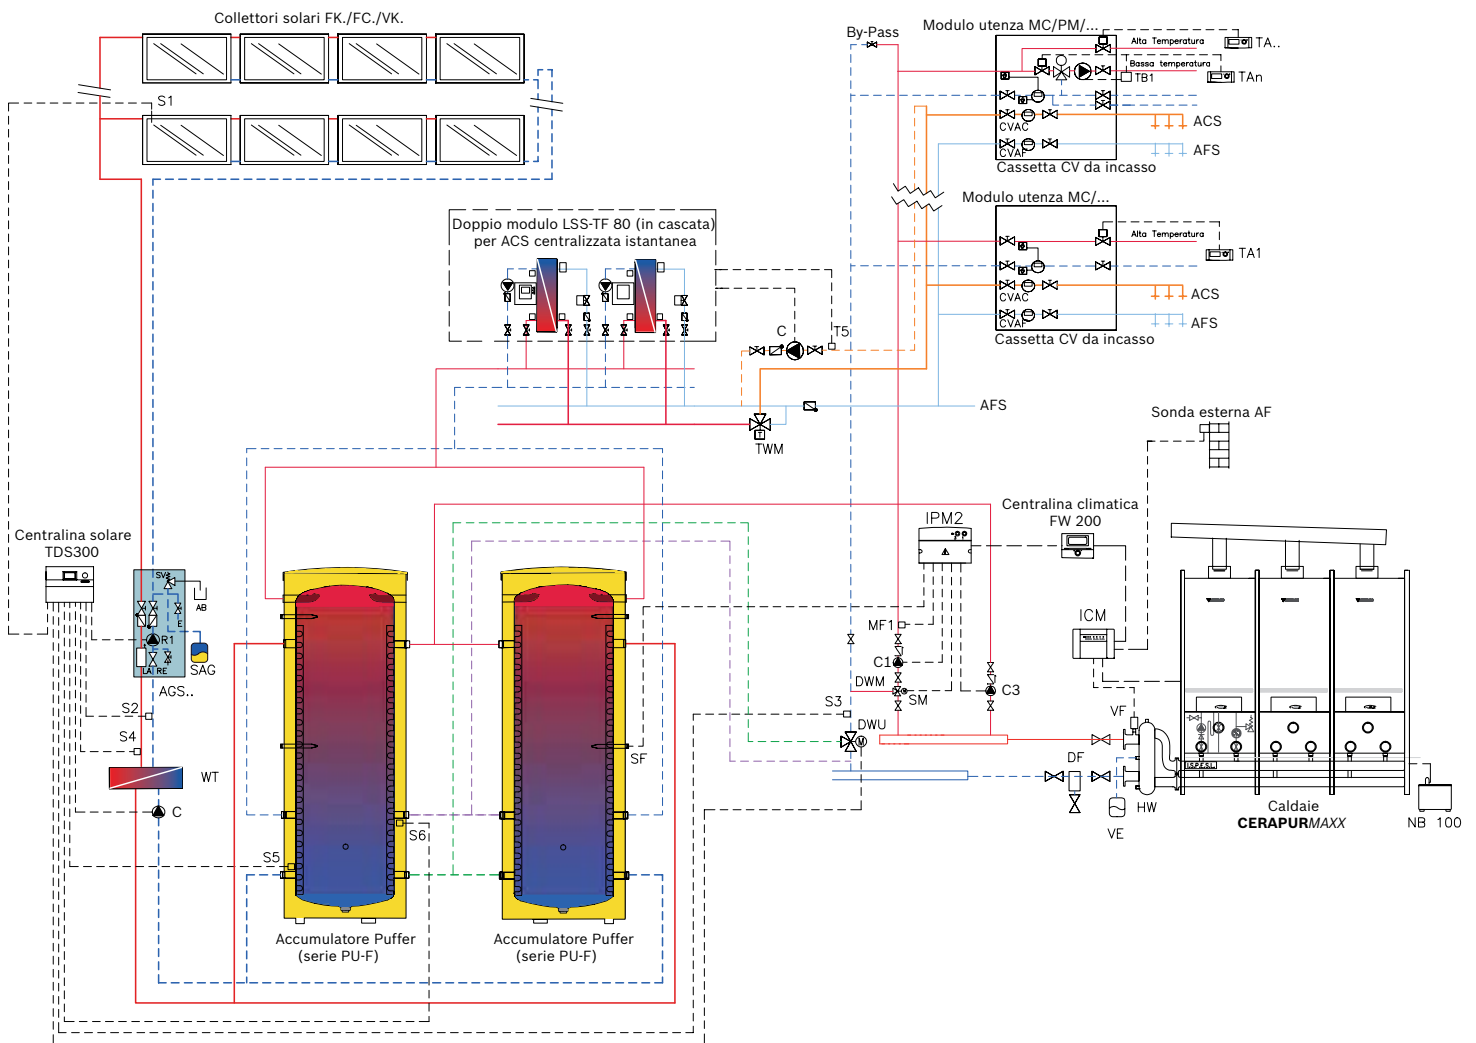 Collettori solari FK./FC./VK.
By-Pass
Modulo utenza MC/PM/...
Alta Temperatura
TA..
Bassa temperatura
TB1
TAn
S1
CVAC
ACS
CVAF
AFS
Cassetta CV da incasso
Modulo utenza MC/...
Alta Temperatura
TA1
CVAC
ACS
CVAF
AFS
Cassetta CV da incasso
Doppio modulo LSS-TF 80 (in cascata)
per ACS centralizzata istantanea
C
T5
AFS
TWM
T
Sonda esterna AF
Centralina climatica
FW 200
IPM2
Centralina solare
TDS300
SV
AB
E
R1
LA
RE
SAG
AGS..
ICM
MF1
C1
DWM
SM
C3
S2
S3
S4
DWU
M
VF
DF
SF
WT
C
HW
VE
I.S.P.E.S.L.
Caldaie
CERAPURMAXX
NB 100
S5
S6
Accumulatore Puffer
(serie PU-F)
Accumulatore Puffer
(serie PU-F)